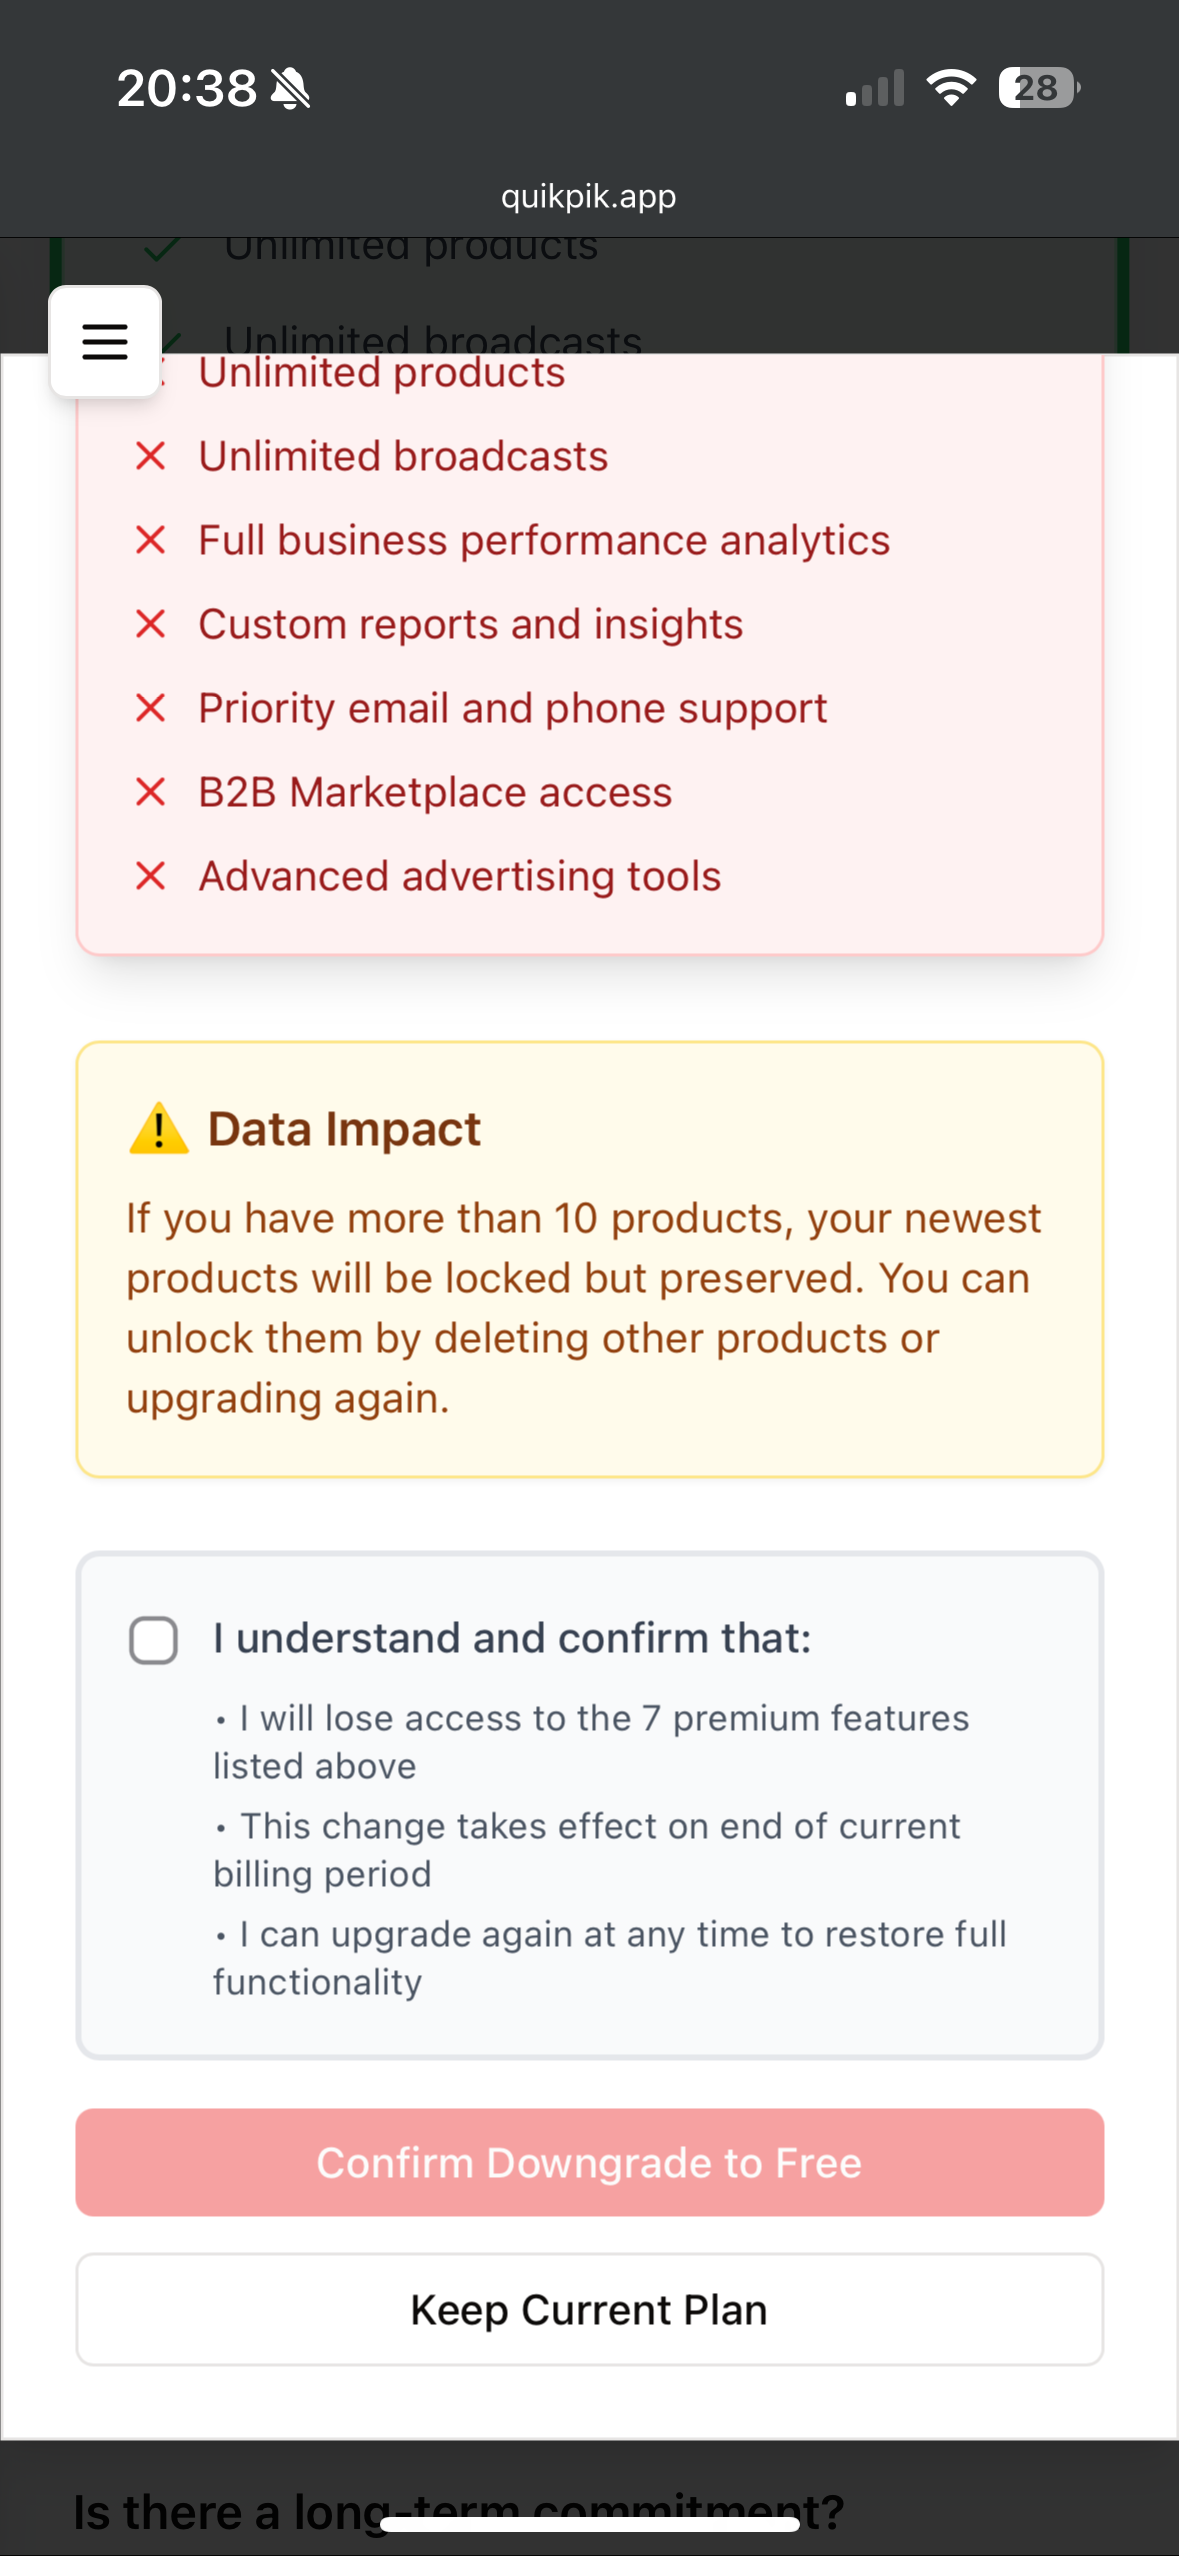 20:38
28
quikpik.app
Unlimited products
Unlimited broadcasts
Unlimited products
Unlimited broadcasts
Full business performance analytics
Custom reports and insights
Priority email and phone support
B2B Marketplace access
Advanced advertising tools
⚠️ Data Impact
If you have more than 10 products, your newest
products will be locked but preserved. You can
unlock them by deleting other products or
upgrading again.
I understand and confirm that:
• I will lose access to the 7 premium features
listed above
• This change takes effect on end of current
billing period
• I can upgrade again at any time to restore full
functionality
Confirm Downgrade to Free
Keep Current Plan
Is there a long-term commitment?